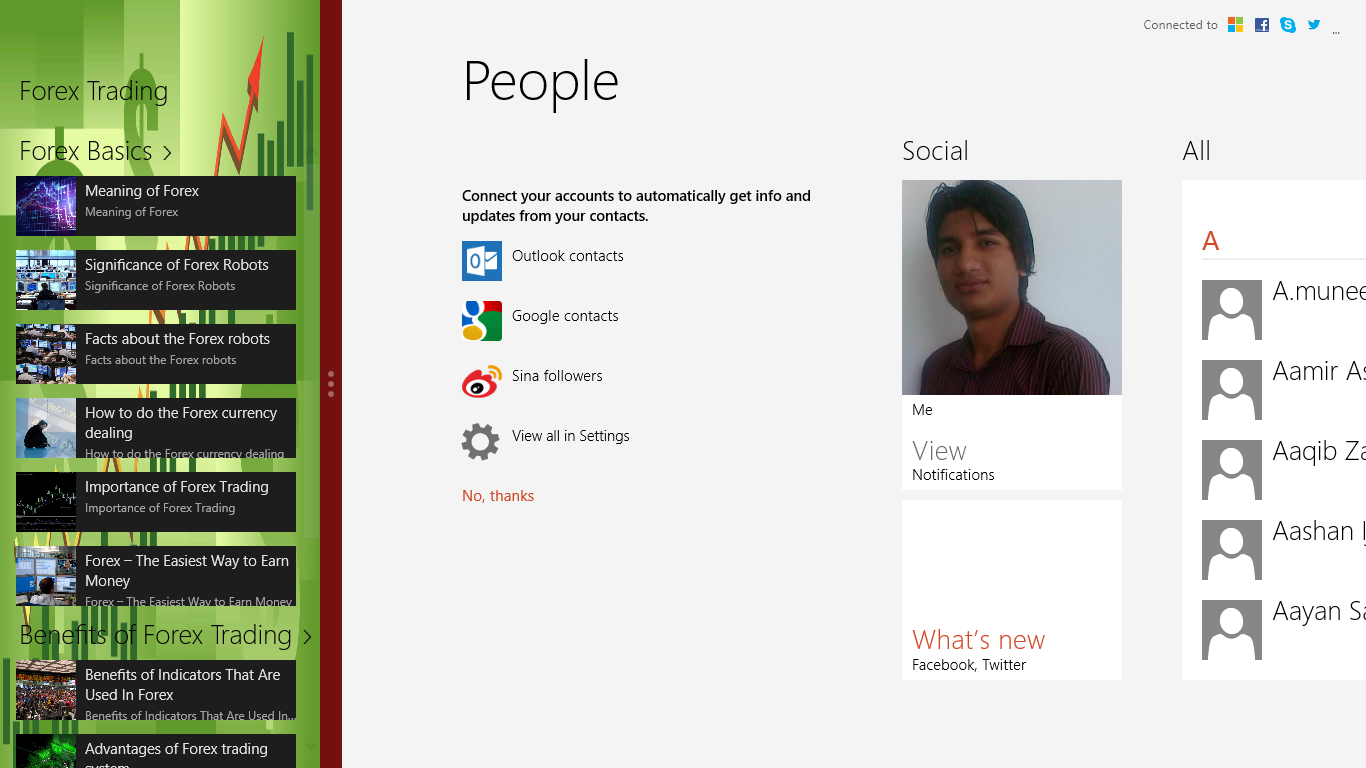 Forex Trading
Forex Basics
Meaning of Forex
Meaning of Forex
Significance of Forex Robots
Significance of Forex Robots
Facts about the Forex robots
Facts about the Forex robots
How to do the Forex currency
dealing
How to do the Forex currency dealing
Importance of Forex Trading
Importance of Forex Trading
Forex – The Easiest Way to Earn
Money
Forex – The Easiest Way to Earn Money
Benefits of Forex Trading
Benefits of Indicators That Are
Used In Forex
Benefits of Indicators That Are Used In...
Advantages of Forex trading
system
Connected to
...
People
Connect your accounts to automatically get info and
updates from your contacts.
Outlook contacts
Google contacts
Sina followers
View all in Settings
No, thanks
Social
Me
View
Notifications
What's new
Facebook, Twitter
All
A
A.munee
Aamir As
Aaqib Za
Aashan
Aayan Sa